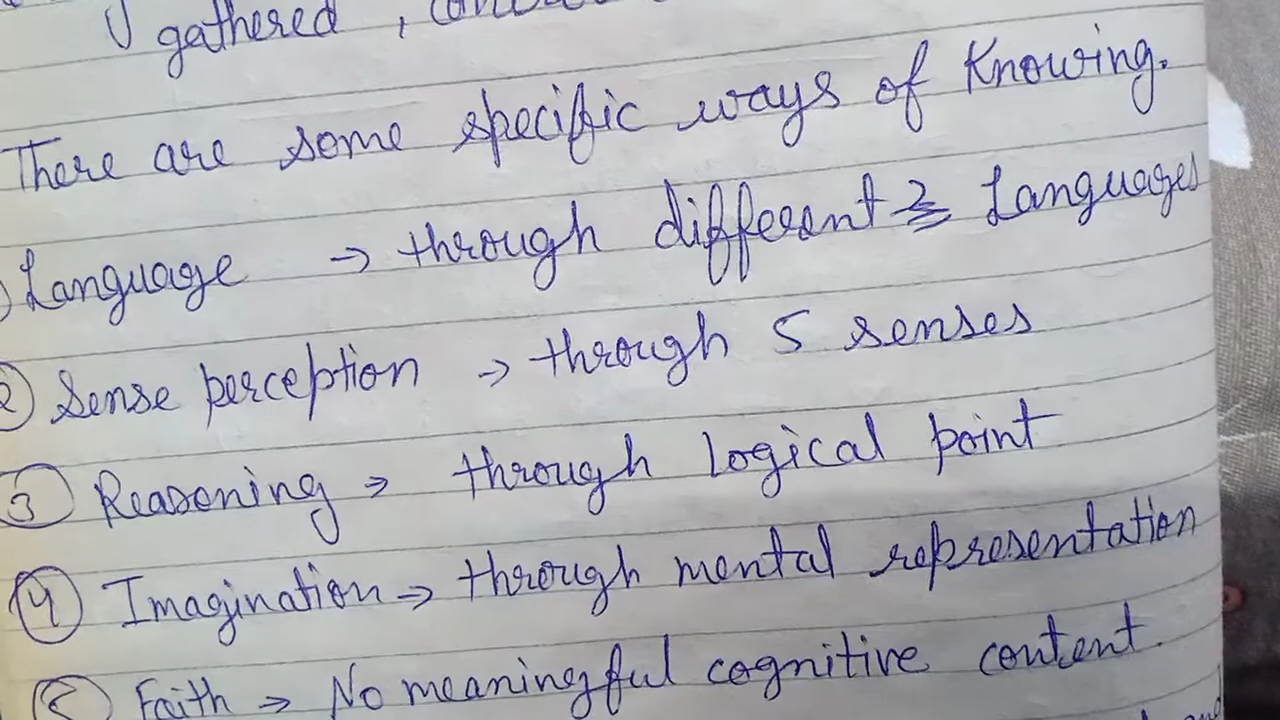 gathered ,
There are some specific ways of Knowing.
Language → through different Languages
② Sense perception → through 5 senses
③ Reasoning → through logical point
④ Imagination → through mental representation
Faith → No meaningful cognitive content